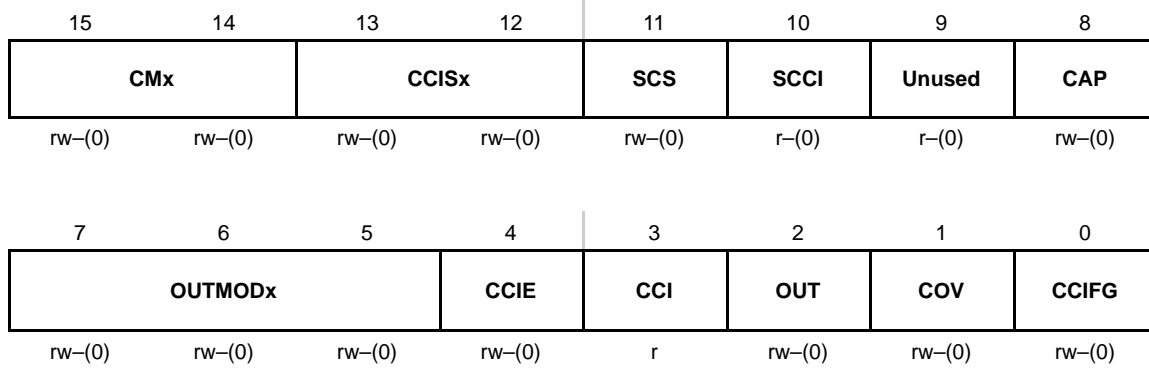 15 14 13 12 11 10 9 8
CMx CCISx SCS SCCI Unused CAP
rw–(0) rw–(0) rw–(0) rw–(0) rw–(0) r–(0) r–(0) rw–(0)
7 6 5 4 3 2 1 0
OUTMODx CCIE CCI OUT COV CCIFG
rw–(0) rw–(0) rw–(0) rw–(0) r rw–(0) rw–(0) rw–(0)